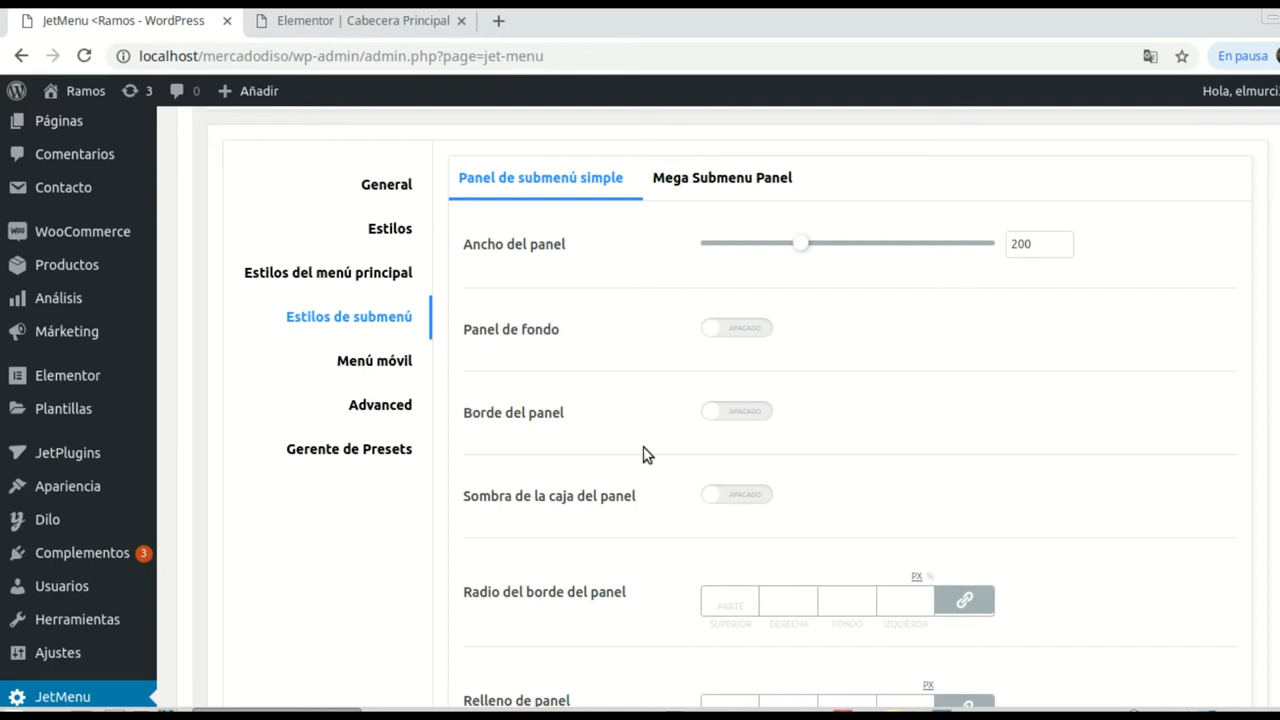 JetMenu <Ramos - WordPress
Elementor | Cabecera Principal
localhost/mercadodiso/wp-admin/admin.php?page=jet-menu
En pausa
Ramos
3
0
Añadir
Hola, elmurci
Páginas
Comentarios
Contacto
WooCommerce
Productos
Análisis
Márketing
Elementor
Plantillas
JetPlugins
Apariencia
Dilo
Complementos 3
Usuarios
Herramientas
Ajustes
JetMenu
General
Estilos
Estilos del menú principal
Estilos de submenú
Menú móvil
Advanced
Gerente de Presets
Panel de submenú simple
Mega Submenu Panel
Ancho del panel
200
Panel de fondo
APAGADO
Borde del panel
APAGADO
Sombra de la caja del panel
APAGADO
PX %
Radio del borde del panel
PARTE
SUPERIOR DERECHA FONDO IZQUIERDA
PX
Relleno de panel